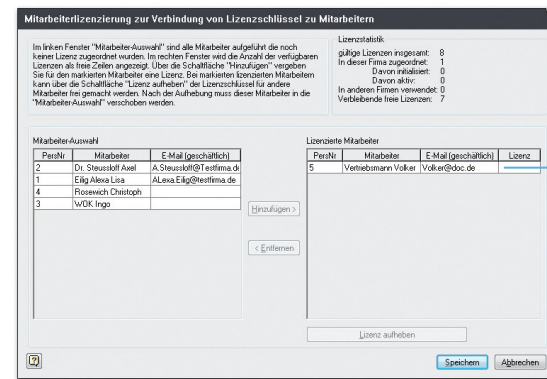 Mitarbeiterlizenzierung zur Verbindung von Lizenzschlüssel zu Mitarbeitern
Im linken Fenster "Mitarbeiter-Auswahl" sind alle Mitarbeiter aufgeführt die noch
keinen Lizenz zugeordnet wurden. Im rechten Fenster wird die Anzahl der verfügbaren
Lizenzen als freie Zeilen angezeigt. Über die Schaltfläche "Hinzufügen" vergeben
Sie für den markierten Mitarbeiter eine Lizenz. Bei markierten lizenzierten Mitarbeitern
kann über die Schaltfläche "Lizenz aufheben" der Lizenzschlüssel für andere
Mitarbeiter frei gemacht werden. Nach der Aufhebung muss dieser Mitarbeiter in die
"Mitarbeiter-Auswahl" verschoben werden.
Lizenzstatistik
gültige Lizenzen insgesamt: 8
In dieser Firma zugeordnet: 1
Davon initialisiert: 0
Davon aktiv: 0
In anderen Firmen verwendet: 0
Verbleibende freie Lizenzen: 7
Mitarbeiter-Auswahl
PersNr Mitarbeiter E-Mail (geschäftlich)
2 Dr. Steussloff Axel A.Steussloff@Testfirma.de
1 Eilig Alexa Lisa ALexa.Eilig@testfirma.de
4 Rosewich Christoph
3 WOK Ingo
Hinzufügen >
< Entfernen
Lizenzierte Mitarbeiter
PersNr Mitarbeiter E-Mail (geschäftlich) Lizenz
5 Vertriebsmann Volker Volker@doc.de
Lizenz aufheben
?
Speichern Abbrechen